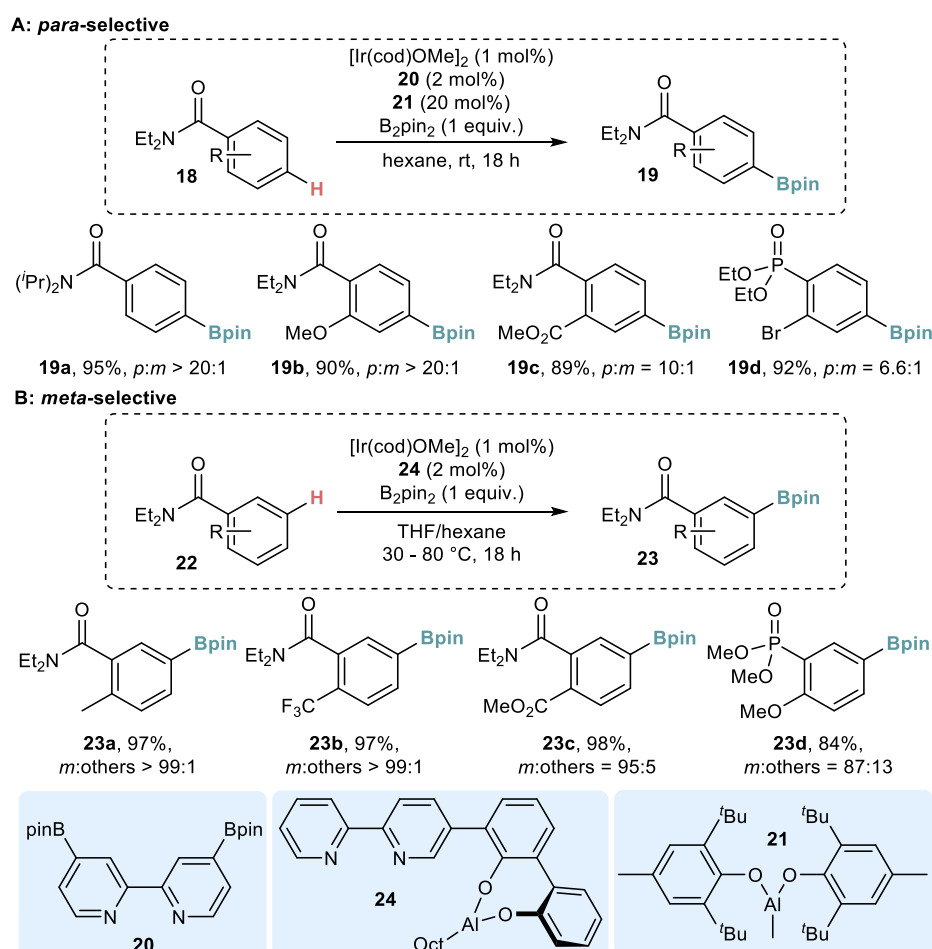 A: para-selective
[Ir(cod)OMe]₂ (1 mol%)
20 (2 mol%)
21 (20 mol%)
B₂pin₂ (1 equiv.)
hexane, rt, 18 h
O
Et₂N
R
H
18
O
Et₂N
R
Bpin
19
O
(ⁱPr)₂N
Bpin
19a, 95%, p:m > 20:1
O
Et₂N
MeO
Bpin
19b, 90%, p:m > 20:1
O
Et₂N
MeO₂C
Bpin
19c, 89%, p:m = 10:1
O
EtO
P
EtO
Br
Bpin
19d, 92%, p:m = 6.6:1
B: meta-selective
[Ir(cod)OMe]₂ (1 mol%)
24 (2 mol%)
B₂pin₂ (1 equiv.)
THF/hexane
30 - 80 °C, 18 h
O
Et₂N
R
H
22
O
Et₂N
R
Bpin
23
O
Et₂N
Bpin
23a, 97%,
m:others > 99:1
O
Et₂N
F₃C
Bpin
23b, 97%,
m:others > 99:1
O
Et₂N
MeO₂C
Bpin
23c, 98%,
m:others = 95:5
O
MeO
P
MeO
MeO
Bpin
23d, 84%,
m:others = 87:13
pinB
Bpin
N
N
20
N
N
24
O
Al
O
Oct
ᵗBu
21
ᵗBu
O
O
Al
ᵗBu
ᵗBu